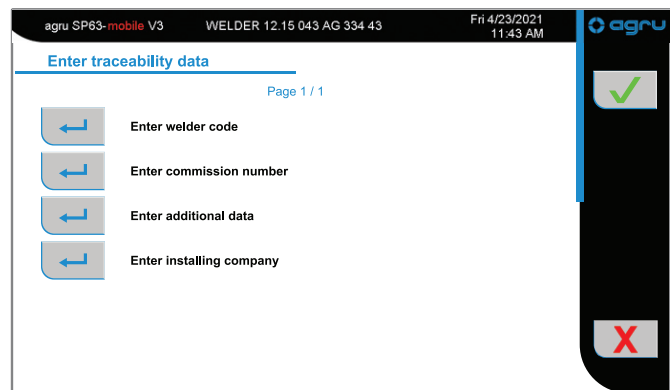 agru SP63-mobile V3 WELDER 12.15 043 AG 334 43 Fri 4/23/2021
11:43 AM
agru
Enter traceability data
Page 1 / 1
Enter welder code
Enter commission number
Enter additional data
Enter installing company
X